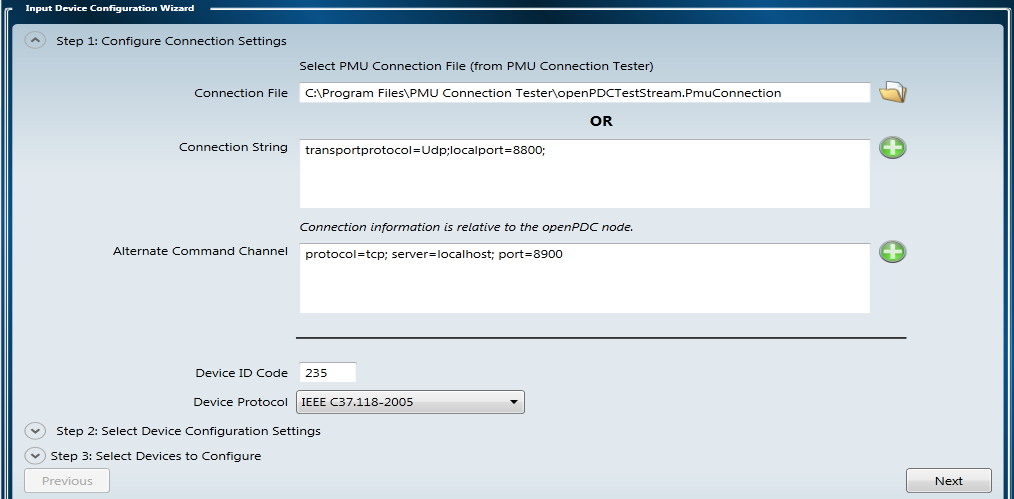 Input Device Configuration Wizard
Step 1: Configure Connection Settings
Select PMU Connection File (from PMU Connection Tester)
Connection File C:\Program Files\PMU Connection Tester\openPDCTestStream.PmuConnection
OR
Connection String transportprotocol=Udp;localport=8800;
Connection information is relative to the openPDC node.
Alternate Command Channel protocol=tcp; server=localhost; port=8900
Device ID Code 235
Device Protocol IEEE C37.118-2005
Step 2: Select Device Configuration Settings
Step 3: Select Devices to Configure
Previous Next